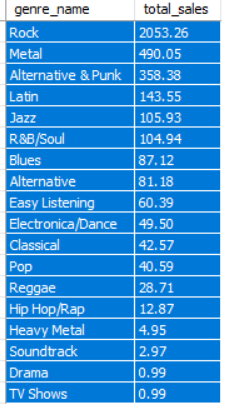 genre_name total_sales
Rock 2053.26
Metal 490.05
Alternative & Punk 358.38
Latin 143.55
Jazz 105.93
R&B/Soul 104.94
Blues 87.12
Alternative 81.18
Easy Listening 60.39
Electronica/Dance 49.50
Classical 42.57
Pop 40.59
Reggae 28.71
Hip Hop/Rap 12.87
Heavy Metal 4.95
Soundtrack 2.97
Drama 0.99
TV Shows 0.99